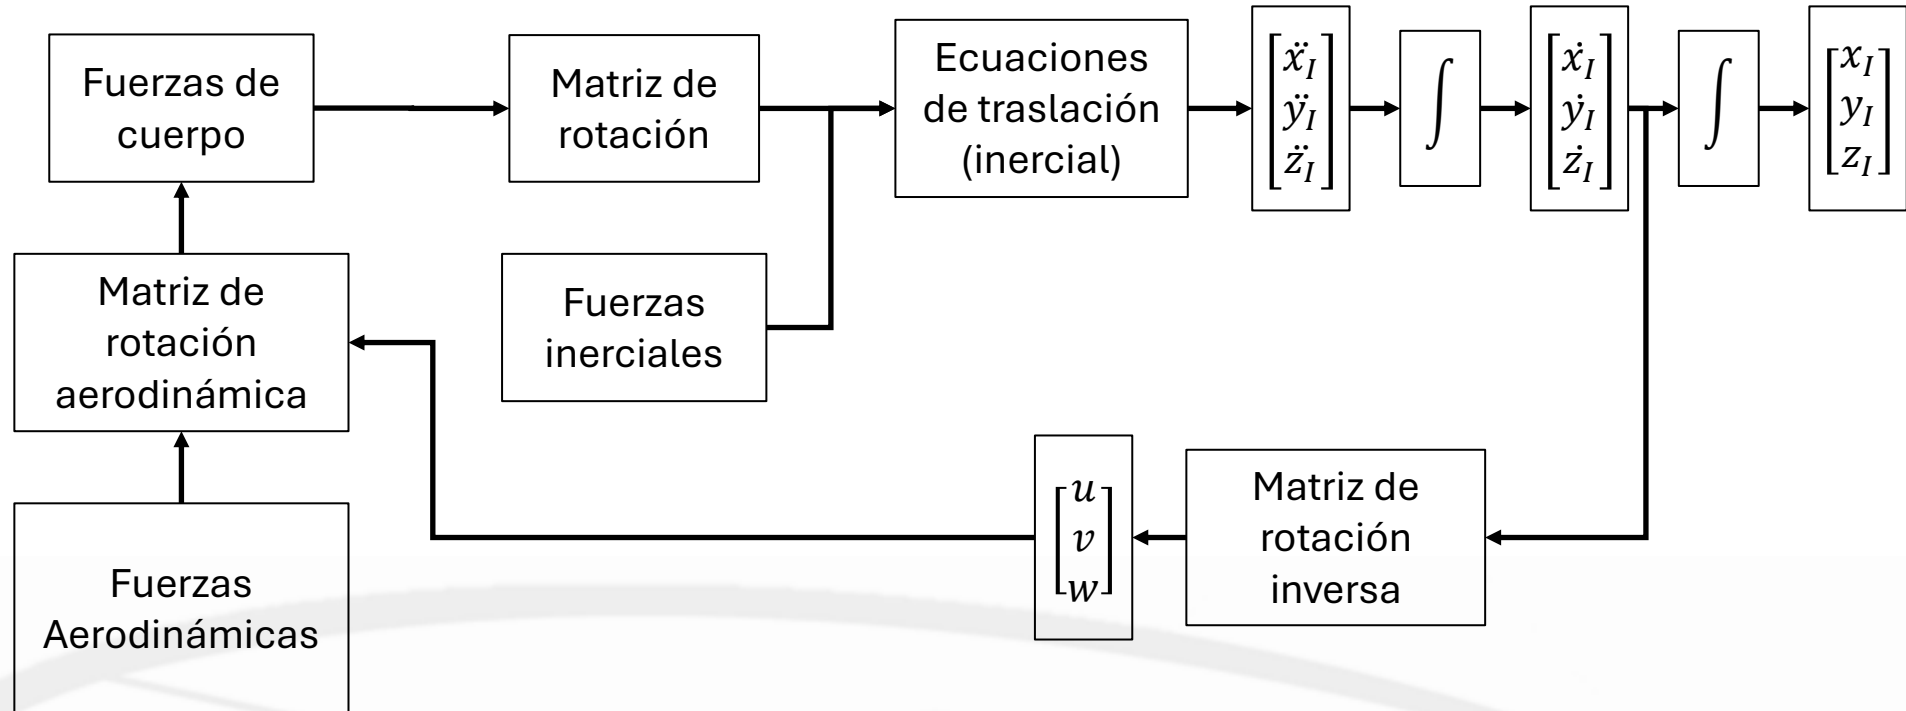 Fuerzas de
cuerpo
Matriz de
rotación
Ecuaciones
de traslación
(inercial)
ẍ_I
ÿ_I
z̈_I
∫
ẋ_I
ẏ_I
ż_I
∫
x_I
y_I
z_I
Matriz de
rotación
aerodinámica
Fuerzas
inerciales
u
v
w
Matriz de
rotación
inversa
Fuerzas
Aerodinámicas